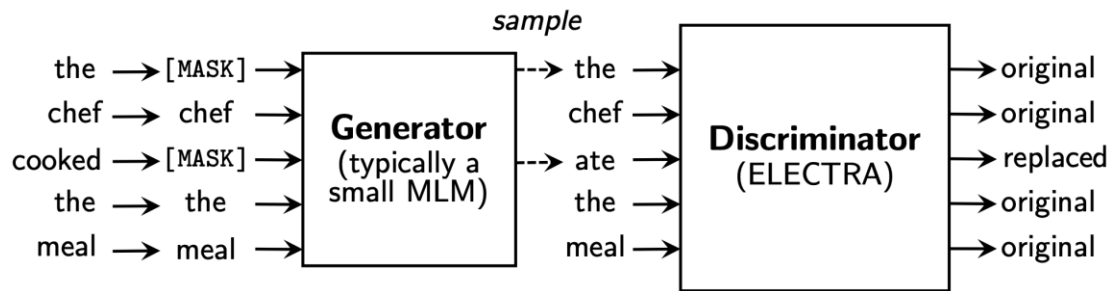 sample
the [MASK] the original
chef chef chef original
cooked [MASK] ate replaced
the the the original
meal meal meal original
Generator
(typically a
small MLM)
Discriminator
(ELECTRA)